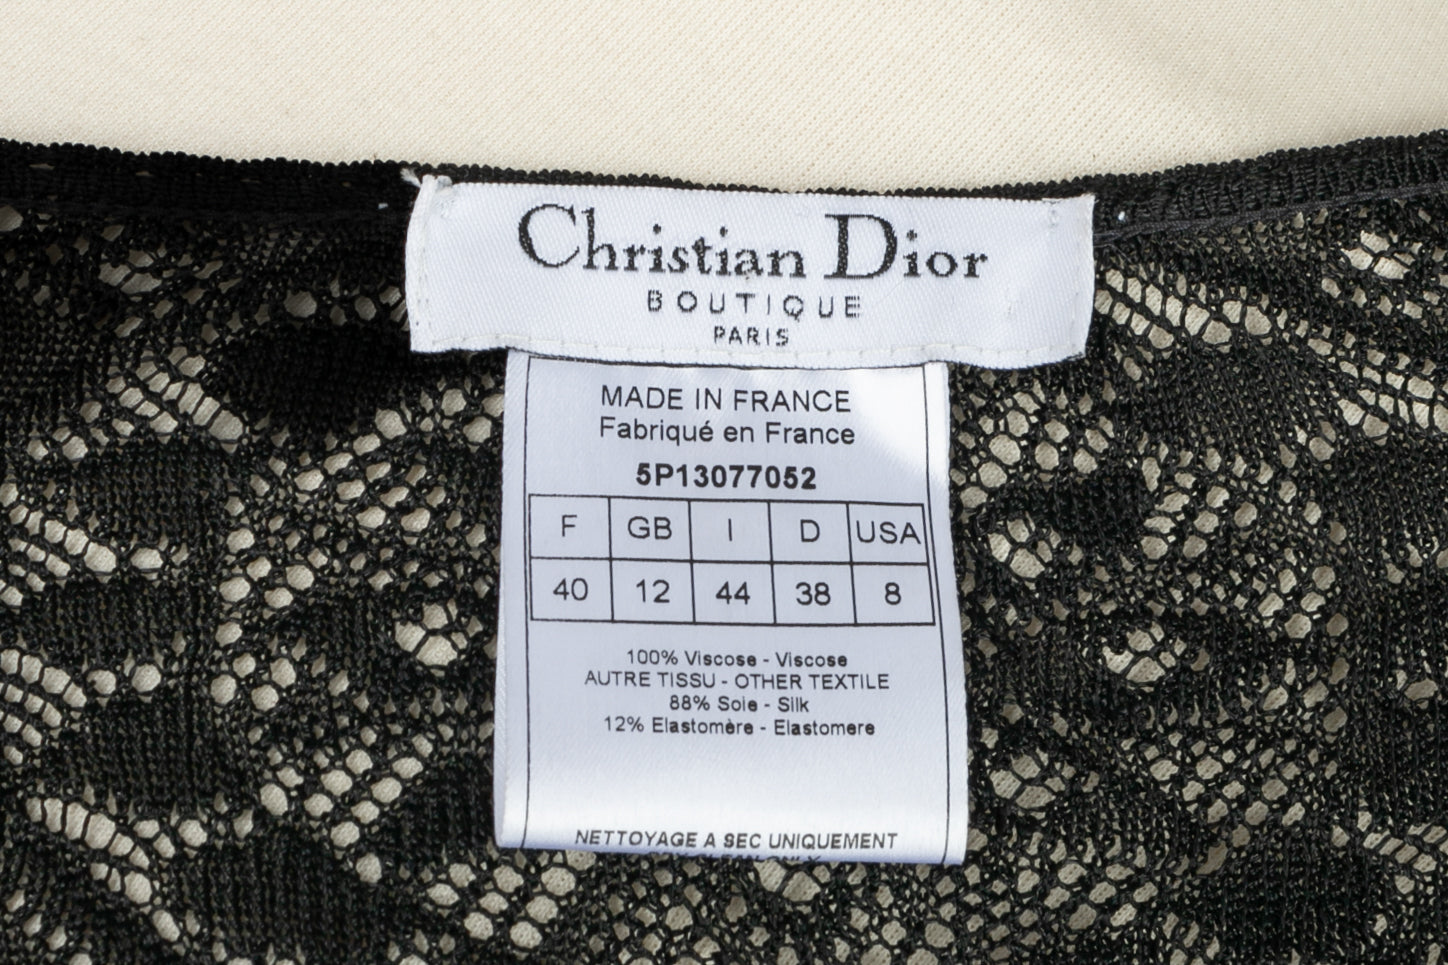 Christian Dior
BOUTIQUE
PARIS
MADE IN FRANCE
Fabriqué en France
5P13077052
F GB I D USA
40 12 44 38 8
100% Viscose - Viscose
AUTRE TISSU - OTHER TEXTILE
88% Soie - Silk
12% Elastomère - Elastomere
NETTOYAGE A SEC UNIQUEMENT